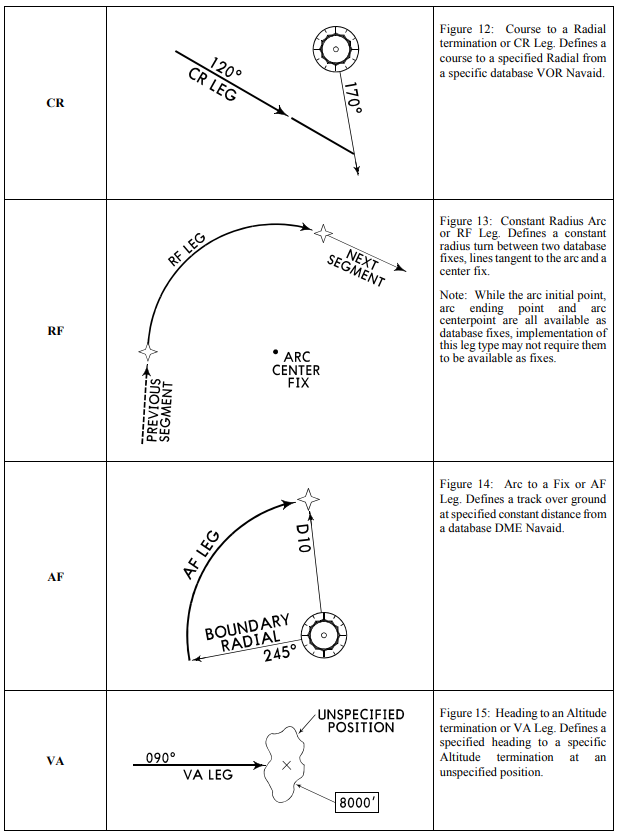 CR
120°
CR LEG
170°
Figure 12: Course to a Radial
termination or CR Leg. Defines a
course to a specified Radial from
a specific database VOR Navaid.
RF
RF LEG
NEXT
SEGMENT
ARC
CENTER
FIX
PREVIOUS
SEGMENT
Figure 13: Constant Radius Arc
or RF Leg. Defines a constant
radius turn between two database
fixes, lines tangent to the arc and a
center fix.
Note: While the arc initial point,
arc ending point and arc
centerpoint are all available as
database fixes, implementation of
this leg type may not require them
to be available as fixes.
AF
AF LEG
D10
BOUNDARY
RADIAL
245°
Figure 14: Arc to a Fix or AF
Leg. Defines a track over ground
at specified constant distance from
a database DME Navaid.
VA
090°
VA LEG
UNSPECIFIED
POSITION
8000'
Figure 15: Heading to an Altitude
termination or VA Leg. Defines a
specified heading to a specific
Altitude termination at an
unspecified position.